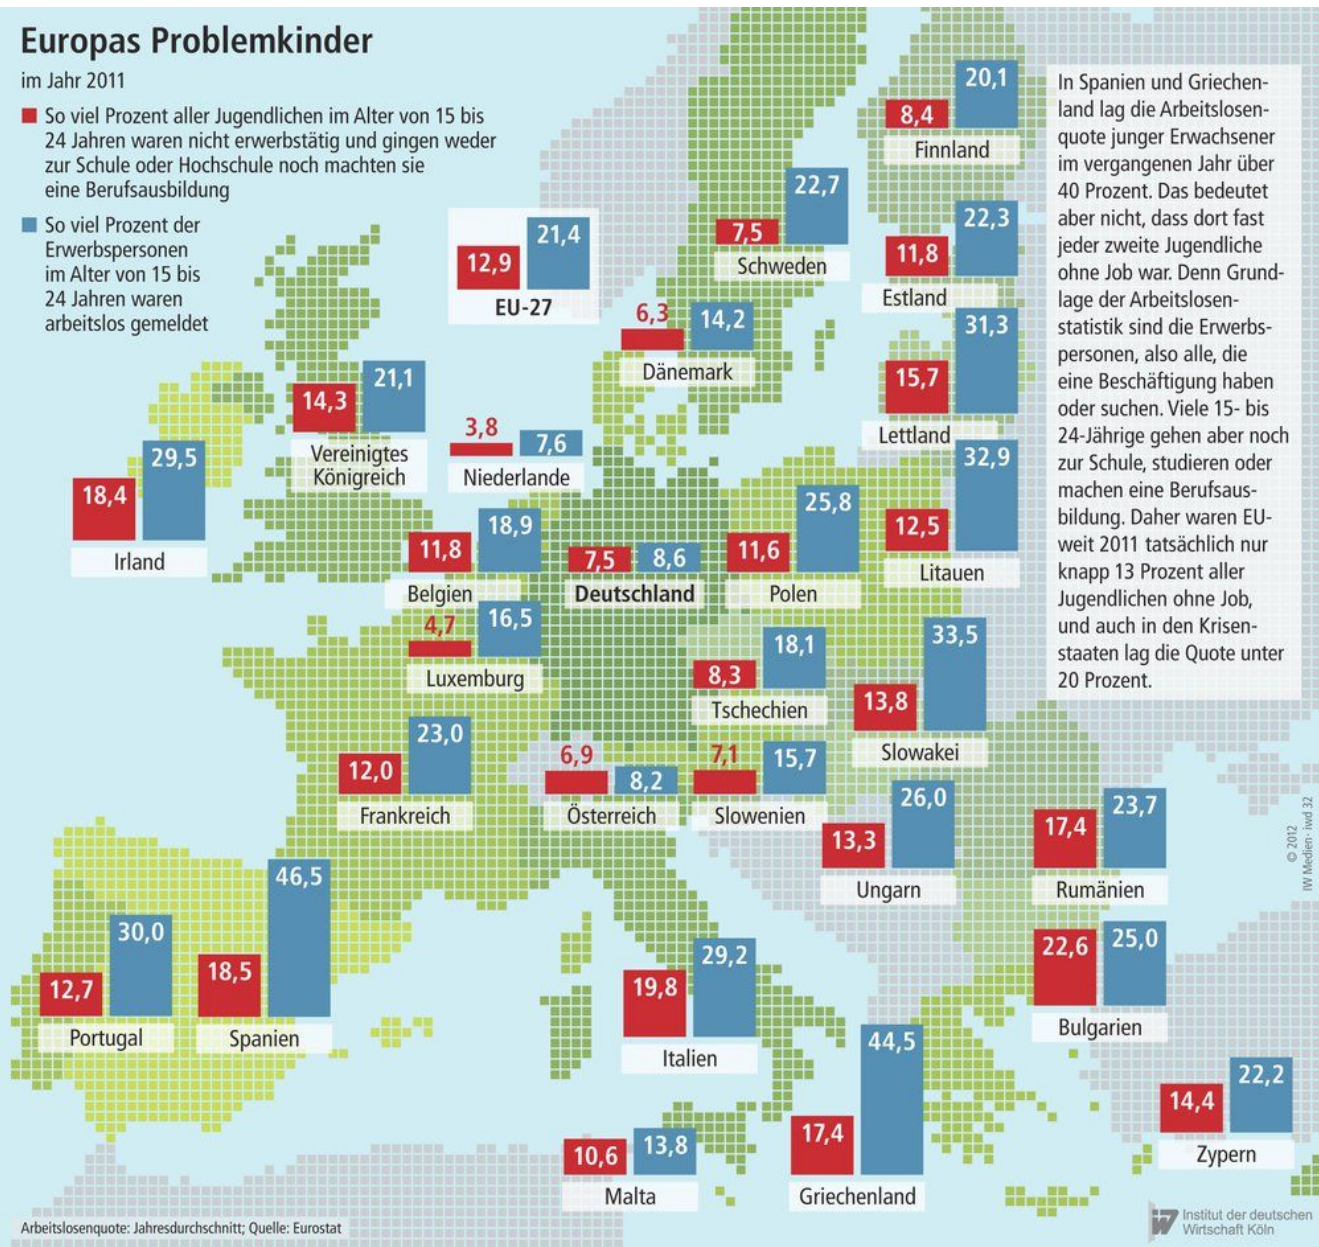 Europas Problemkinder
im Jahr 2011
So viel Prozent aller Jugendlichen im Alter von 15 bis
24 Jahren waren nicht erwerbstätig und gingen weder
zur Schule oder Hochschule noch machten sie
eine Berufsausbildung
So viel Prozent der
Erwerbspersonen
im Alter von 15 bis
24 Jahren waren
arbeitslos gemeldet
12,9
21,4
EU-27
8,4
20,1
Finnland
7,5
22,7
Schweden
11,8
22,3
Estland
6,3
14,2
Dänemark
15,7
31,3
Lettland
14,3
21,1
Vereinigtes
Königreich
3,8
7,6
Niederlande
18,4
29,5
Irland
12,5
32,9
Litauen
11,8
18,9
Belgien
7,5
8,6
Deutschland
11,6
25,8
Polen
4,7
16,5
Luxemburg
8,3
18,1
Tschechien
13,8
33,5
Slowakei
12,0
23,0
Frankreich
6,9
8,2
Österreich
7,1
15,7
Slowenien
13,3
26,0
Ungarn
17,4
23,7
Rumänien
12,7
30,0
Portugal
18,5
46,5
Spanien
19,8
29,2
Italien
22,6
25,0
Bulgarien
10,6
13,8
Malta
17,4
44,5
Griechenland
14,4
22,2
Zypern
In Spanien und Griechen-
land lag die Arbeitslosen-
quote junger Erwachsener
im vergangenen Jahr über
40 Prozent. Das bedeutet
aber nicht, dass dort fast
jeder zweite Jugendliche
ohne Job war. Denn Grund-
lage der Arbeitslosen-
statistik sind die Erwerbs-
personen, also alle, die
eine Beschäftigung haben
oder suchen. Viele 15- bis
24-Jährige gehen aber noch
zur Schule, studieren oder
machen eine Berufsaus-
bildung. Daher waren EU-
weit 2011 tatsächlich nur
knapp 13 Prozent aller
Jugendlichen ohne Job,
und auch in den Krisen-
staaten lag die Quote unter
20 Prozent.
© 2012
IW Medien · iwd 32
Arbeitslosenquote: Jahresdurchschnitt; Quelle: Eurostat
iw
Institut der deutschen
Wirtschaft Köln